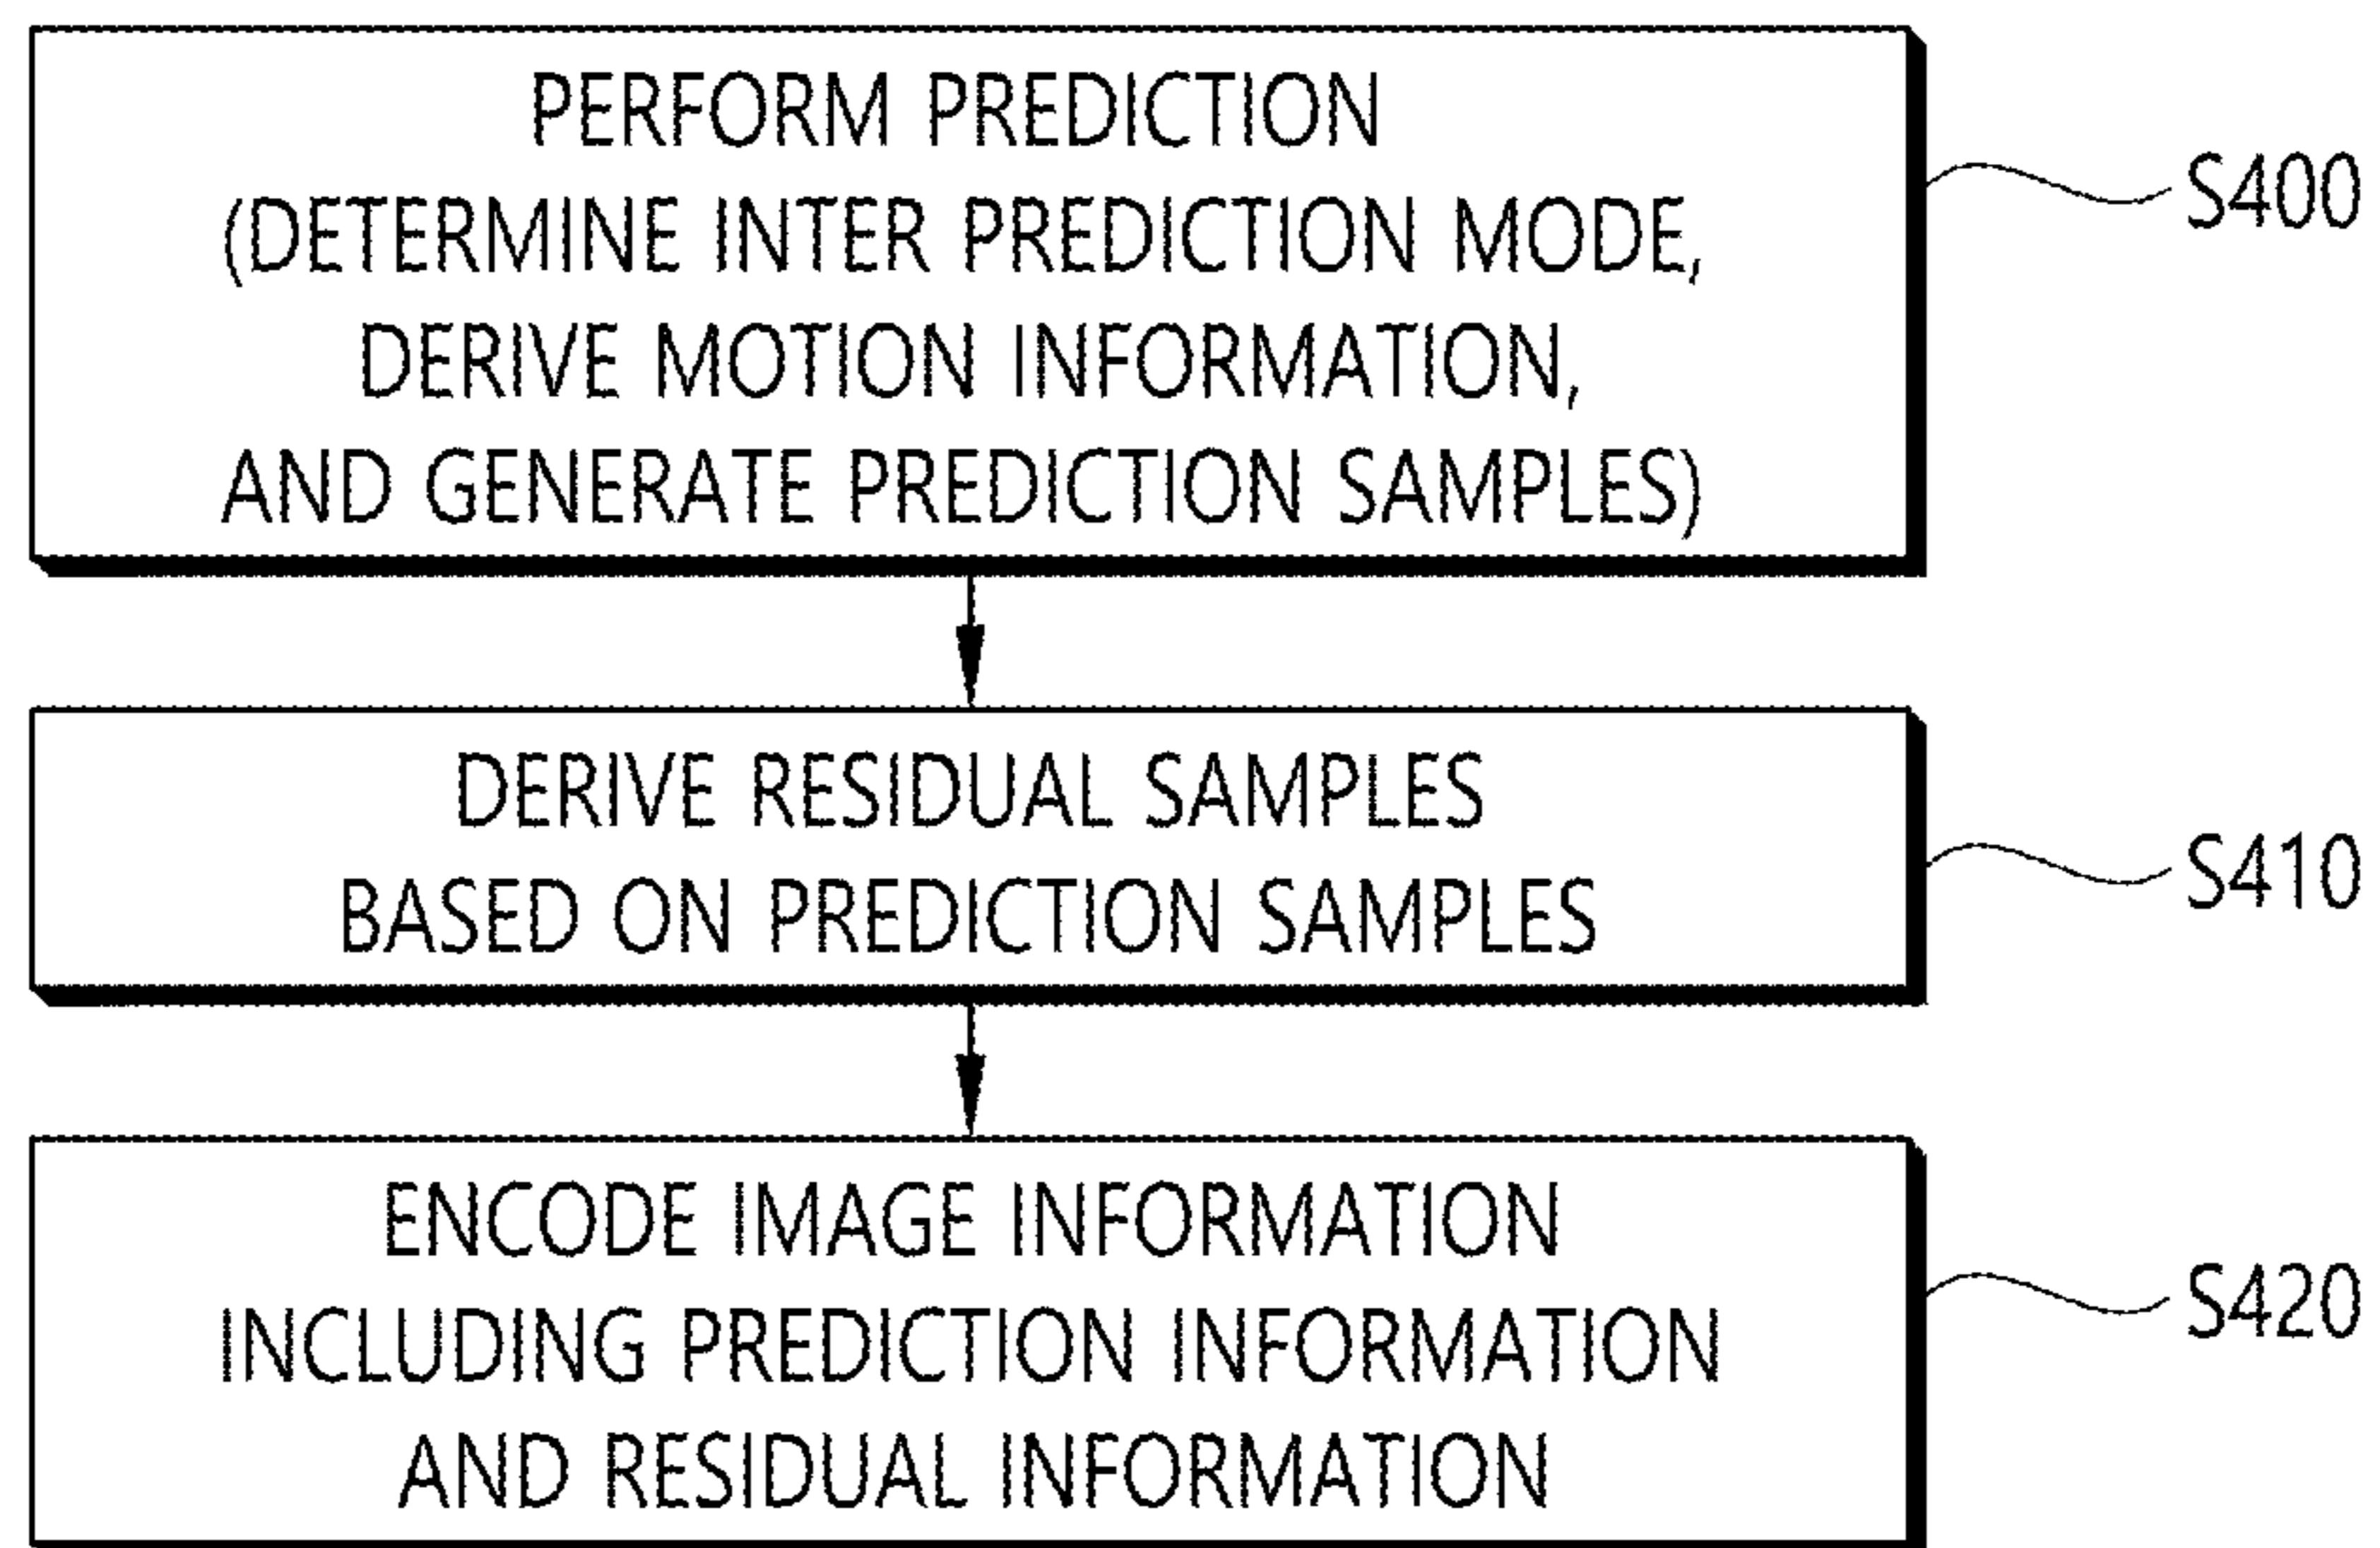 PERFORM PREDICTION
(DETERMINE INTER PREDICTION MODE,
DERIVE MOTION INFORMATION,
AND GENERATE PREDICTION SAMPLES)
S400
DERIVE RESIDUAL SAMPLES
BASED ON PREDICTION SAMPLES
S410
ENCODE IMAGE INFORMATION
INCLUDING PREDICTION INFORMATION
AND RESIDUAL INFORMATION
S420